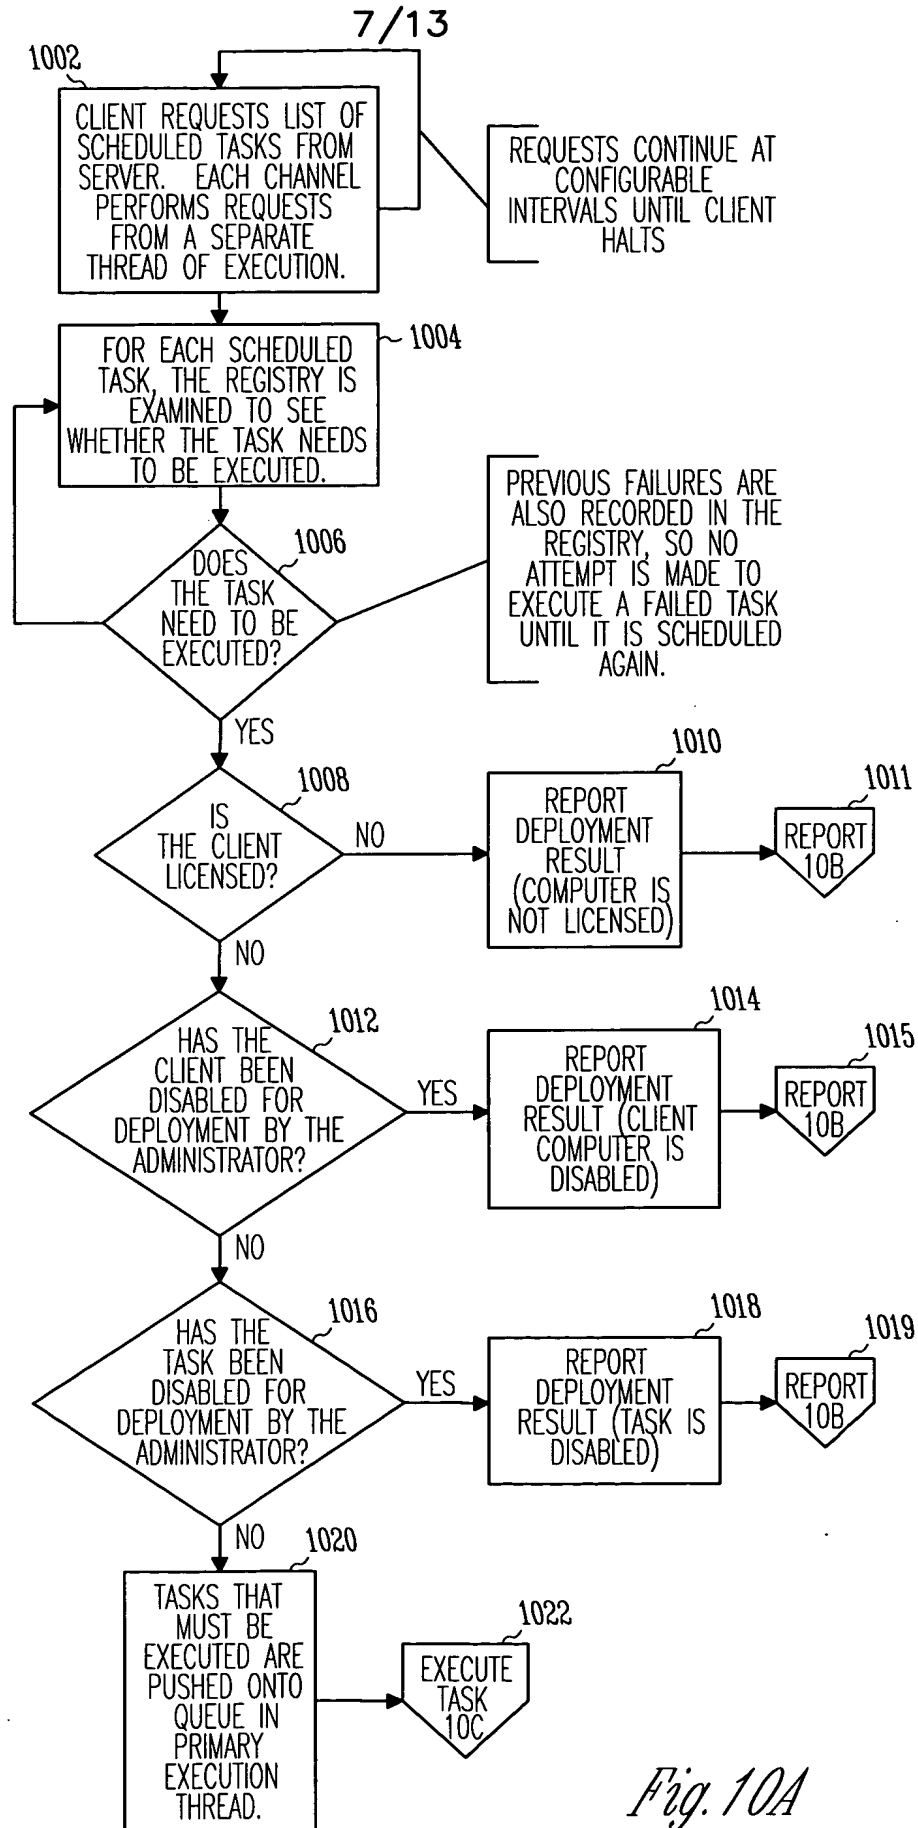 7/13
1002
CLIENT REQUESTS LIST OF
SCHEDULED TASKS FROM
SERVER. EACH CHANNEL
PERFORMS REQUESTS
FROM A SEPARATE
THREAD OF EXECUTION.
REQUESTS CONTINUE AT
CONFIGURABLE
INTERVALS UNTIL CLIENT
HALTS
1004
FOR EACH SCHEDULED
TASK, THE REGISTRY IS
EXAMINED TO SEE
WHETHER THE TASK NEEDS
TO BE EXECUTED.
1006
DOES
THE TASK
NEED TO BE
EXECUTED?
PREVIOUS FAILURES ARE
ALSO RECORDED IN THE
REGISTRY, SO NO
ATTEMPT IS MADE TO
EXECUTE A FAILED TASK
UNTIL IT IS SCHEDULED
AGAIN.
YES
1008
IS
THE CLIENT
LICENSED?
NO
1010
REPORT
DEPLOYMENT
RESULT
(COMPUTER IS
NOT LICENSED)
1011
REPORT
10B
NO
1012
HAS THE
CLIENT BEEN
DISABLED FOR
DEPLOYMENT BY THE
ADMINISTRATOR?
YES
1014
REPORT
DEPLOYMENT
RESULT (CLIENT
COMPUTER IS
DISABLED)
1015
REPORT
10B
NO
1016
HAS THE
TASK BEEN
DISABLED FOR
DEPLOYMENT BY THE
ADMINISTRATOR?
YES
1018
REPORT
DEPLOYMENT
RESULT (TASK IS
DISABLED)
1019
REPORT
10B
NO
1020
TASKS THAT
MUST BE
EXECUTED ARE
PUSHED ONTO
QUEUE IN
PRIMARY
EXECUTION
THREAD.
1022
EXECUTE
TASK
10C
Fig. 10A